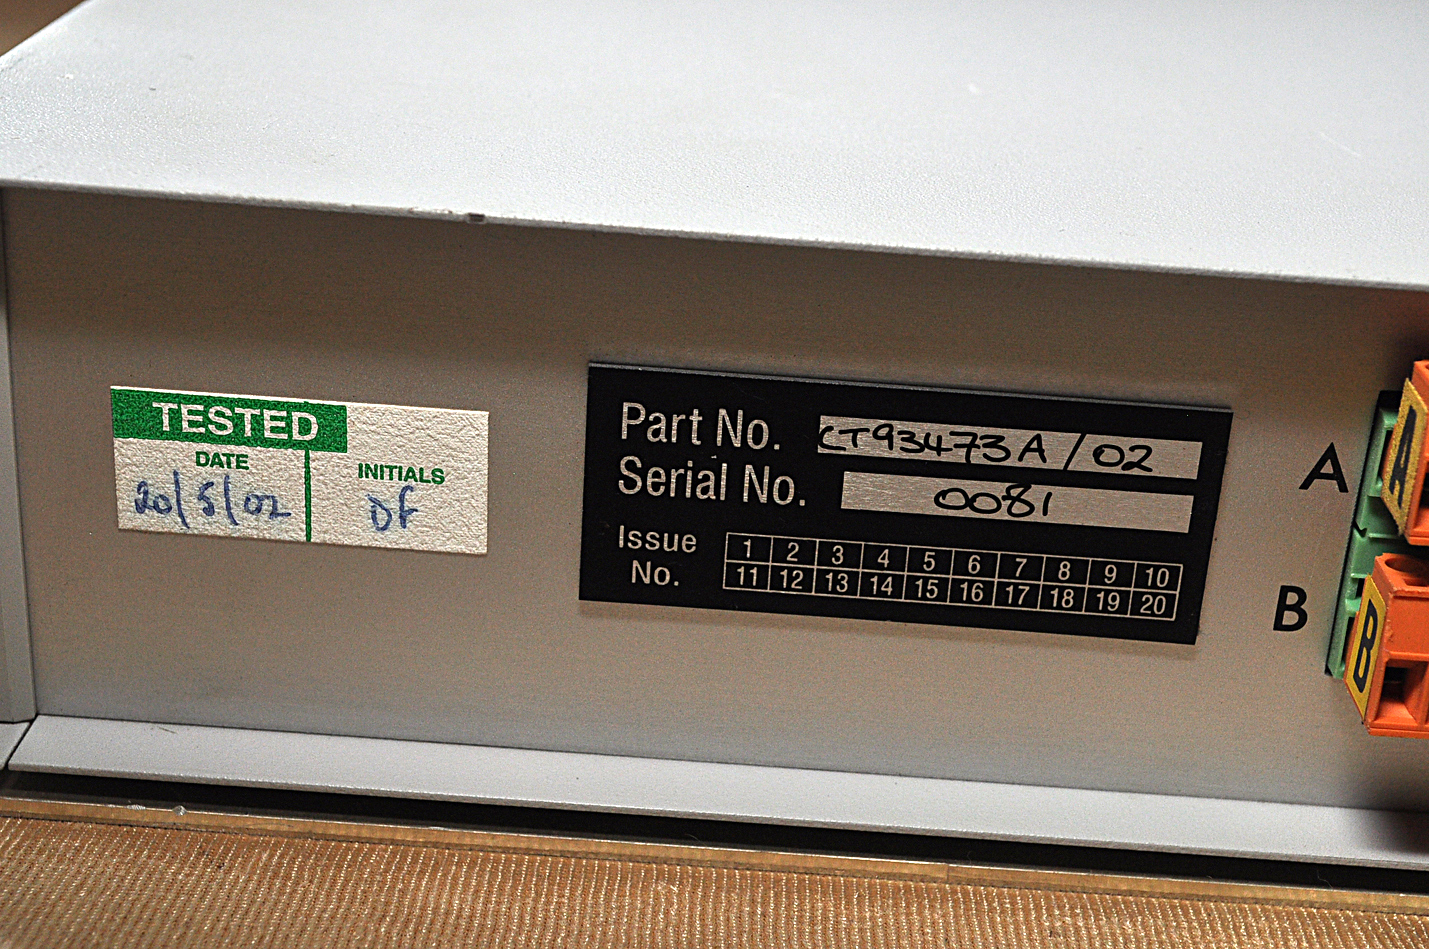 TESTED
DATE
INITIALS
20/5/02
DF
Part No. CT93473A/02
Serial No. 0081
Issue No.
1 2 3 4 5 6 7 8 9 10
11 12 13 14 15 16 17 18 19 20
A
A
B
B